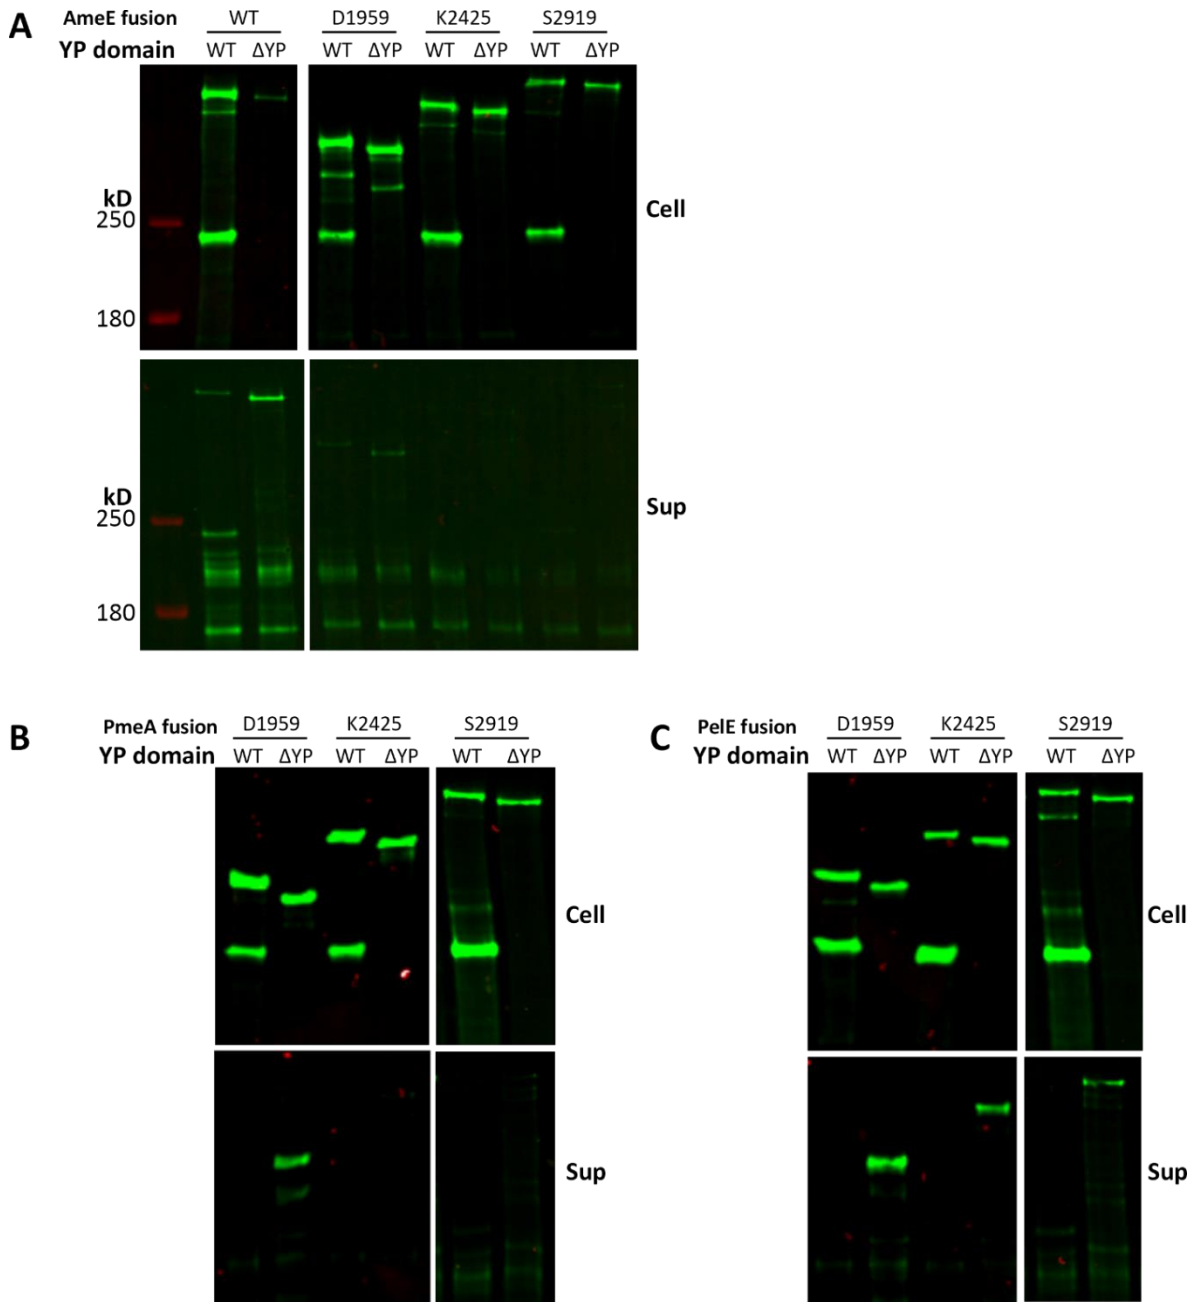 A
AmeE fusion WT D1959 K2425 S2919
YP domain WT ΔYP WT ΔYP WT ΔYP WT ΔYP
kD
250
180
Cell
kD
250
180
Sup
B
PmeA fusion D1959 K2425 S2919
YP domain WT ΔYP WT ΔYP WT ΔYP
Cell
Sup
C
PelE fusion D1959 K2425 S2919
YP domain WT ΔYP WT ΔYP WT ΔYP
Cell
Sup